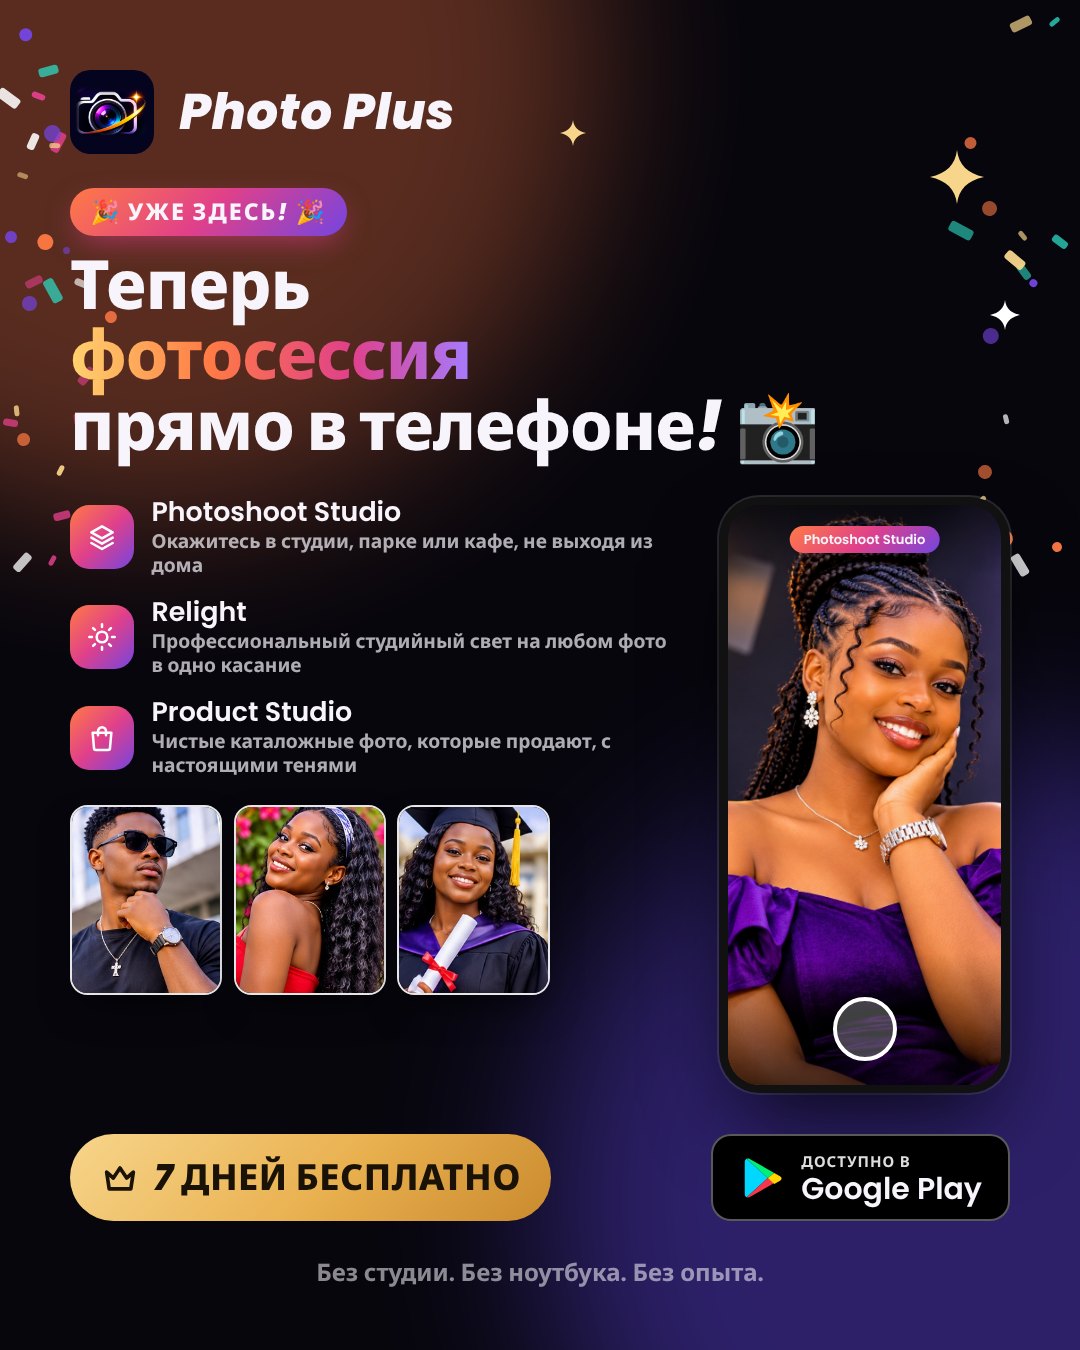 Photo Plus
🎉 УЖЕ ЗДЕСЬ! 🎉
Теперь
фотосессия
прямо в телефоне! 📸
Photoshoot Studio
Окажитесь в студии, парке или кафе, не выходя из
дома
Relight
Профессиональный студийный свет на любом фото
в одно касание
Product Studio
Чистые каталожные фото, которые продают, с
настоящими тенями
Photoshoot Studio
7 ДНЕЙ БЕСПЛАТНО
ДОСТУПНО В
Google Play
Без студии. Без ноутбука. Без опыта.